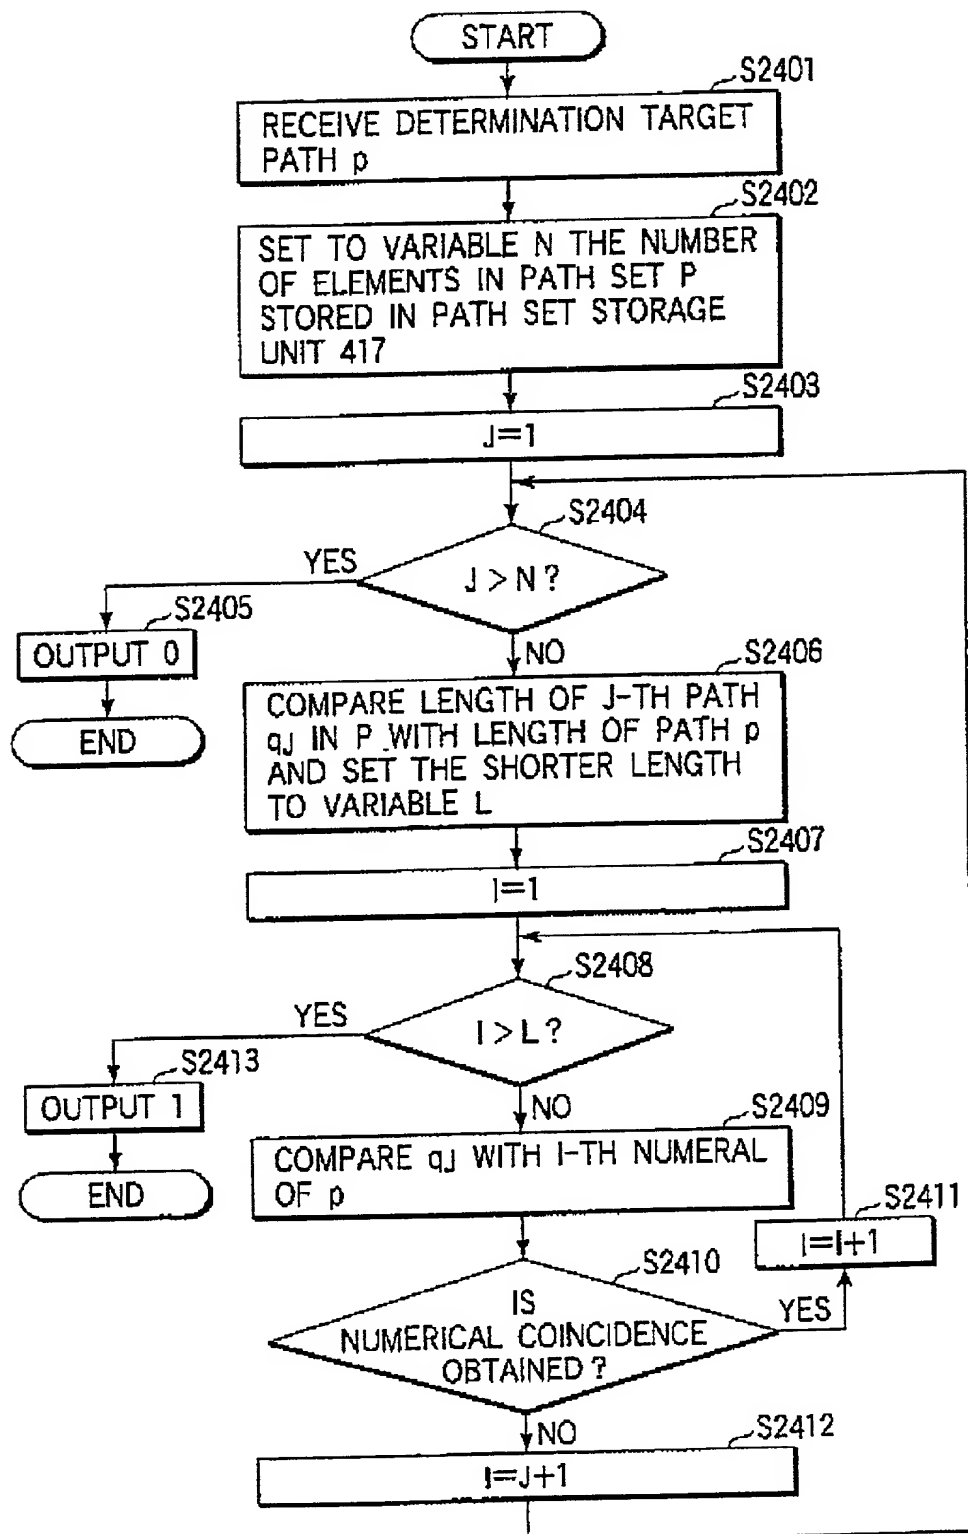 START
S2401
RECEIVE DETERMINATION TARGET
PATH p
S2402
SET TO VARIABLE N THE NUMBER
OF ELEMENTS IN PATH SET P
STORED IN PATH SET STORAGE
UNIT 417
S2403
J=1
S2404
J > N ?
YES
S2405
OUTPUT 0
END
NO
S2406
COMPARE LENGTH OF J-TH PATH
qJ IN P WITH LENGTH OF PATH p
AND SET THE SHORTER LENGTH
TO VARIABLE L
S2407
I=1
S2408
I > L ?
YES
S2413
OUTPUT 1
END
NO
S2409
COMPARE qJ WITH I-TH NUMERAL
OF p
S2411
I=I+1
S2410
IS
NUMERICAL COINCIDENCE
OBTAINED ?
YES
NO
S2412
I=J+1